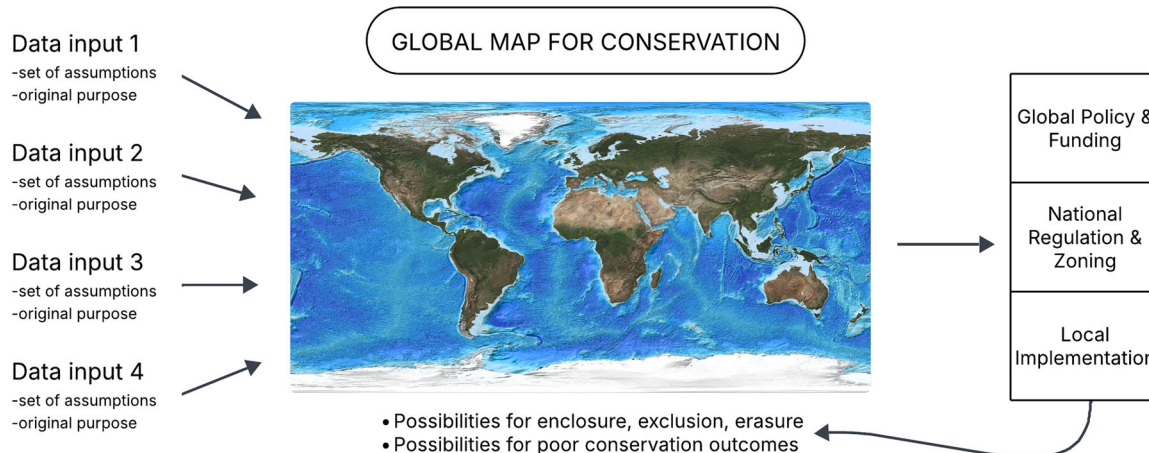 GLOBAL MAP FOR CONSERVATION
Data input 1
-set of assumptions
-original purpose
Data input 2
-set of assumptions
-original purpose
Data input 3
-set of assumptions
-original purpose
Data input 4
-set of assumptions
-original purpose
Global Policy &
Funding
National
Regulation &
Zoning
Local
Implementation
•Possibilities for enclosure, exclusion, erasure
•Possibilities for poor conservation outcomes